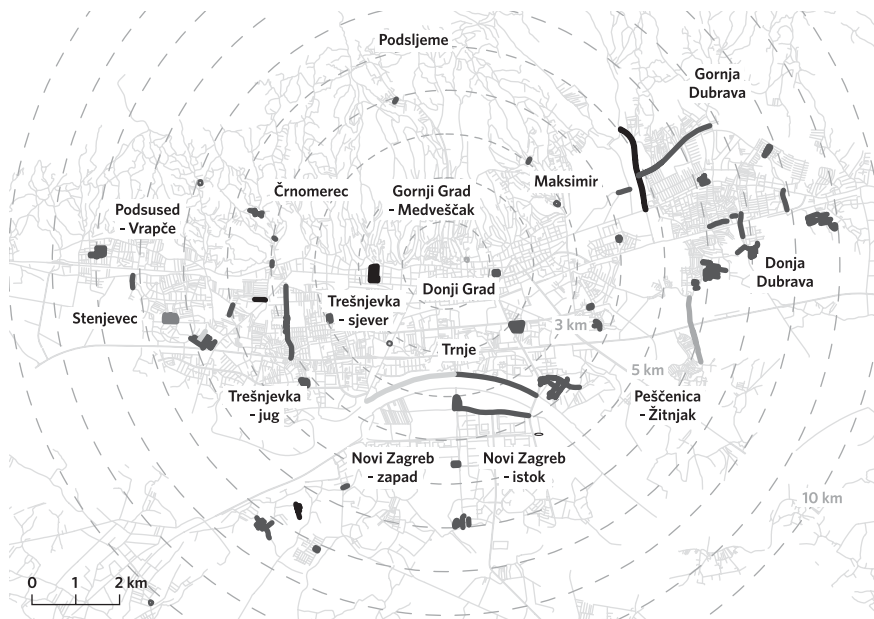 Podsljeme
Gornja
Dubrava
Maksimir
Črnomerec
Gornji Grad
- Medveščak
Podsused
- Vrapče
Donja
Dubrava
Donji Grad
Trešnjevka
- sjever
Stenjevec
3 km
Trnje
5 km
Trešnjevka
- jug
Peščenica
- Žitnjak
Novi Zagreb
- zapad
Novi Zagreb
- istok
10 km
0 1 2 km